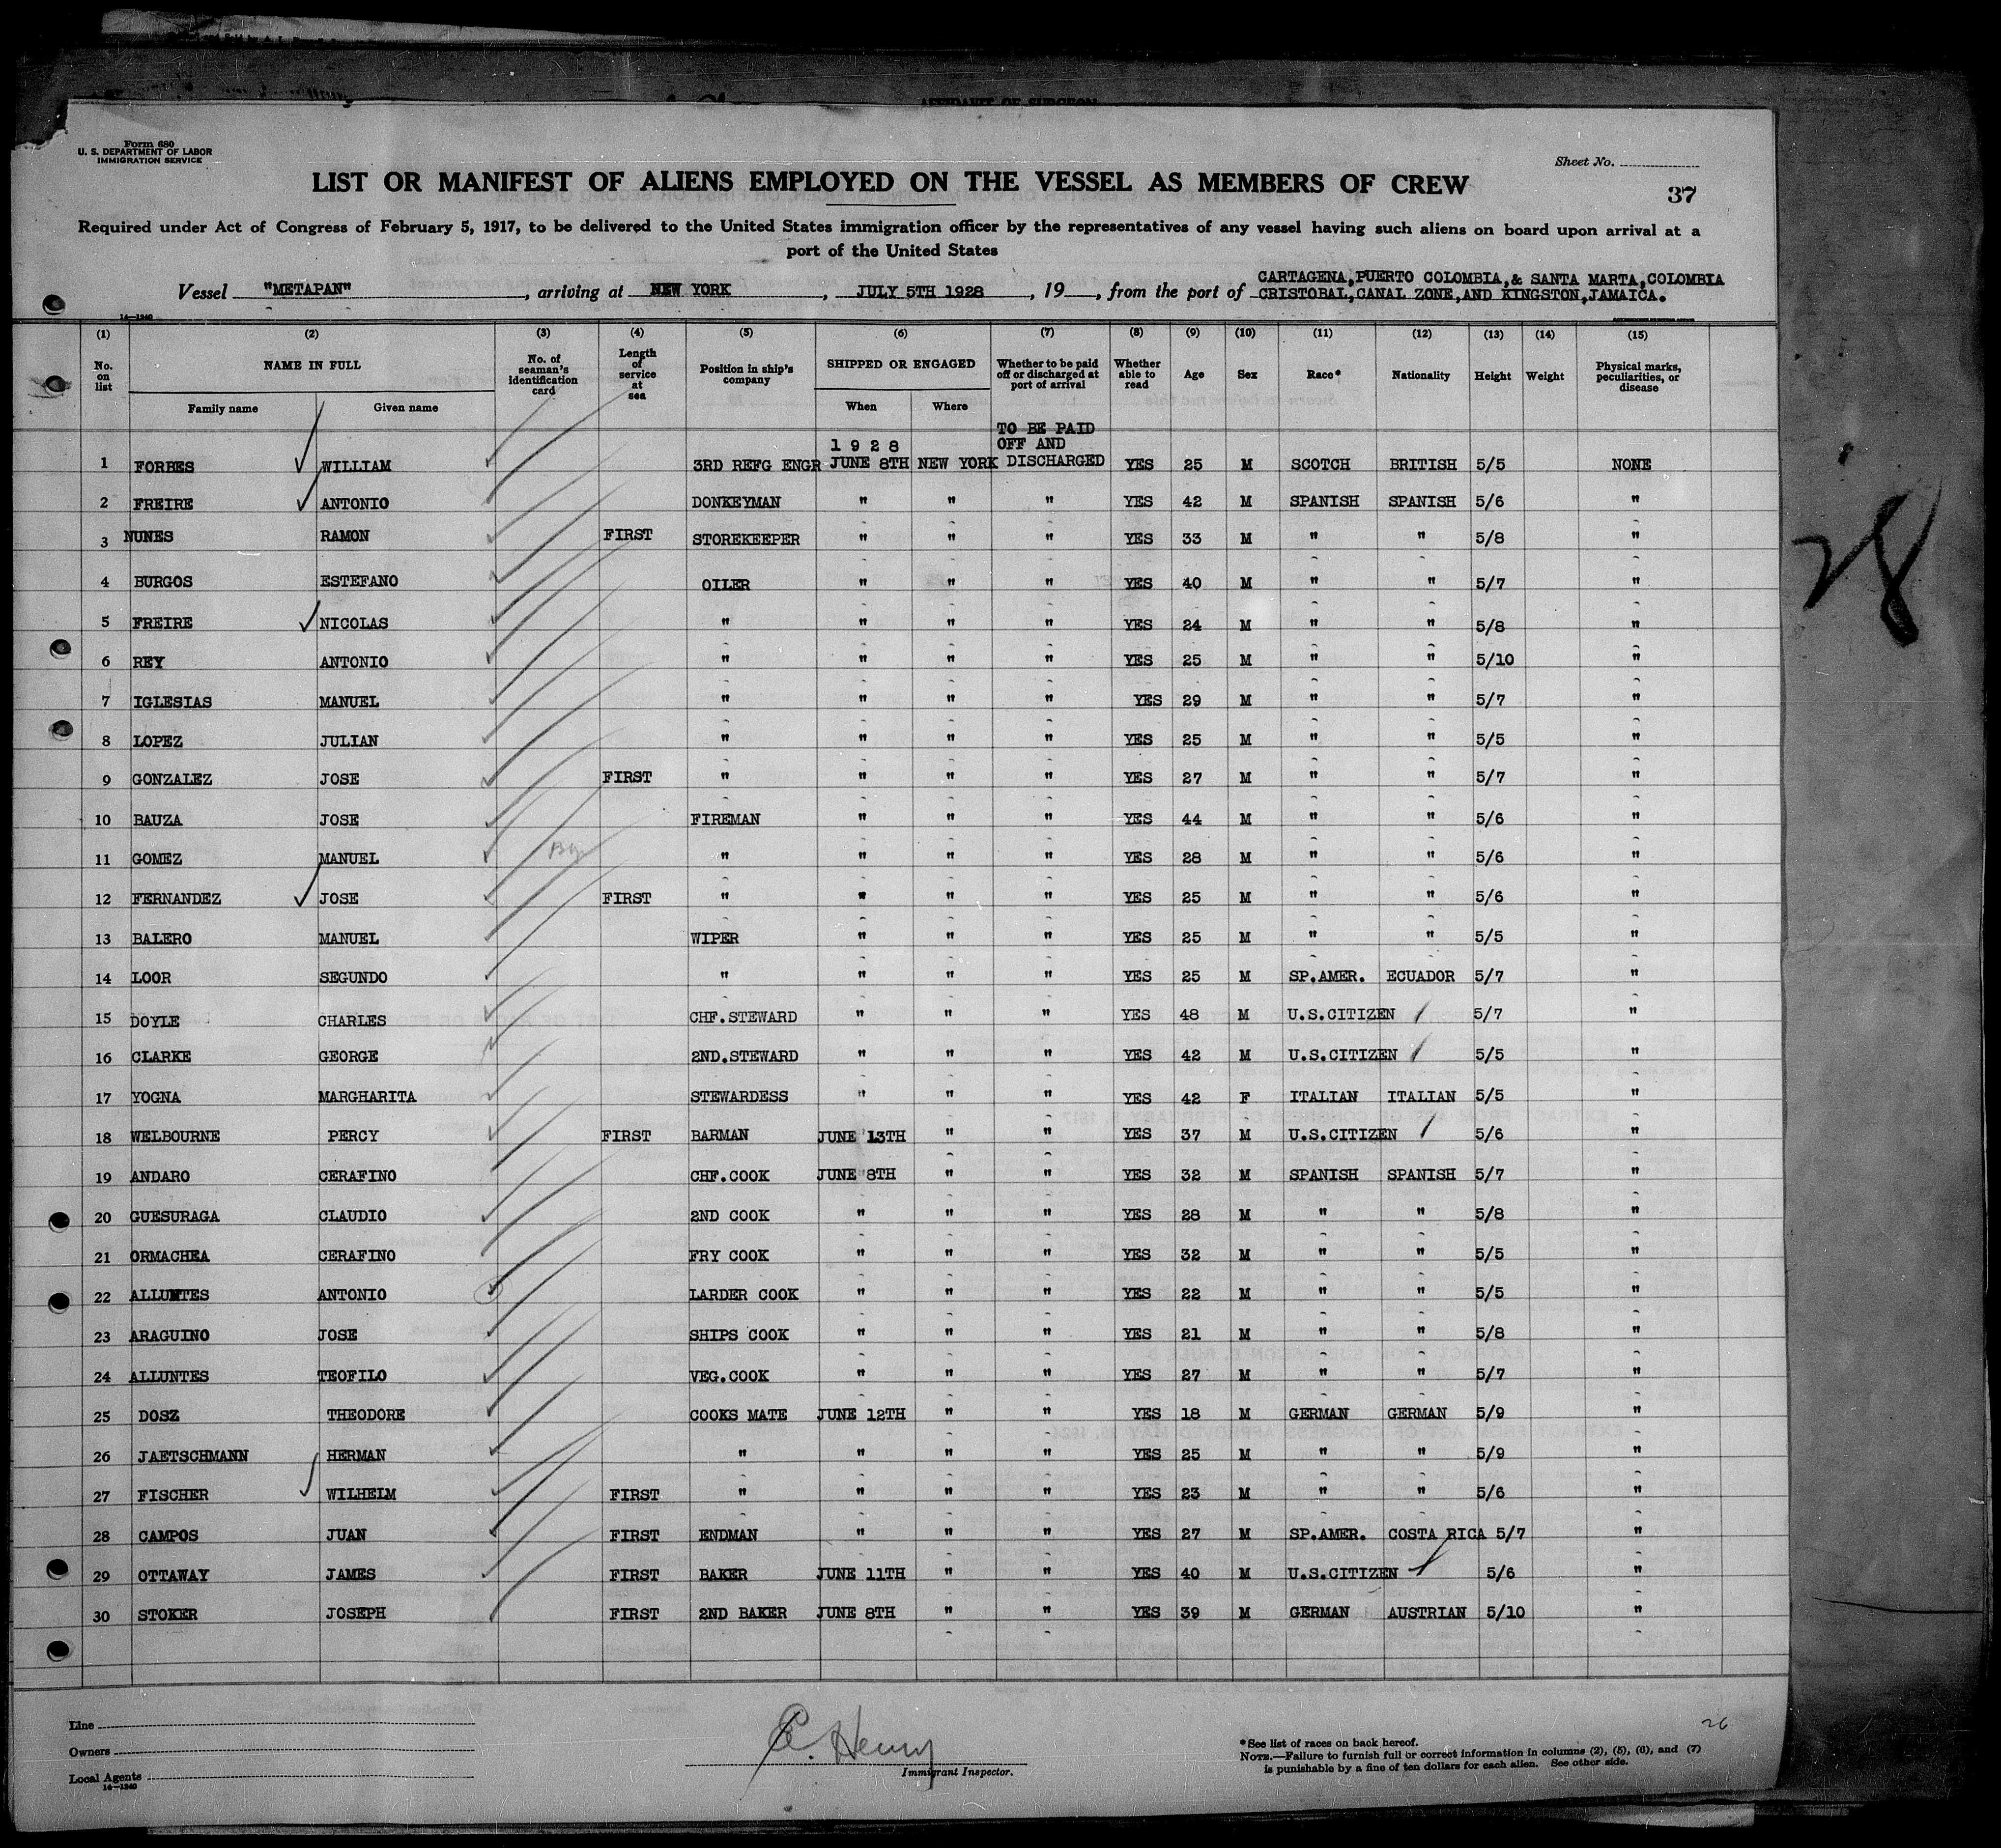 Form 680
U. S. DEPARTMENT OF LABOR
IMMIGRATION SERVICE
Sheet No.
LIST OR MANIFEST OF ALIENS EMPLOYED ON THE VESSEL AS MEMBERS OF CREW
37
Required under Act of Congress of February 5, 1917, to be delivered to the United States immigration officer by the representatives of any vessel having such aliens on board upon arrival at a
port of the United States
CARTAGENA,PUERTO COLOMBIA,& SANTA MARTA,COLOMBIA
Vessel "METAPAN", arriving at NEW YORK, JULY 5TH 1928, 19, from the port of CRISTOBAL,CANAL ZONE,AND KINGSTON,JAMAICA.
14—1240
(1) (2) (3) (4) (5) (6) (7) (8) (9) (10) (11) (12) (13) (14) (15)
No. on list NAME IN FULL No. of seaman's identification card Length of service at sea Position in ship's company SHIPPED OR ENGAGED Whether to be paid off or discharged at port of arrival Whether able to read Age Sex Race* Nationality Height Weight Physical marks, peculiarities, or disease
Family name Given name When Where
1928 TO BE PAID OFF AND
1 FORBES WILLIAM 3RD REFG ENGR JUNE 8TH NEW YORK DISCHARGED YES 25 M SCOTCH BRITISH 5/5 NONE
2 FREIRE ANTONIO DONKEYMAN " " " YES 42 M SPANISH SPANISH 5/6 "
3 NUNES RAMON FIRST STOREKEEPER " " " YES 33 M " " 5/8 "
4 BURGOS ESTEFANO OILER " " " YES 40 M " " 5/7 "
5 FREIRE NICOLAS " " " " YES 24 M " " 5/8 "
6 REY ANTONIO " " " " YES 25 M " " 5/10 "
7 IGLESIAS MANUEL " " " " YES 29 M " " 5/7 "
8 LOPEZ JULIAN " " " " YES 25 M " " 5/5 "
9 GONZALEZ JOSE FIRST " " " " YES 27 M " " 5/7 "
10 BAUZA JOSE FIREMAN " " " YES 44 M " " 5/6 "
11 GOMEZ MANUEL " " " " YES 28 M " " 5/6 "
12 FERNANDEZ JOSE FIRST " " " " YES 25 M " " 5/6 "
13 BALERO MANUEL WIPER " " " YES 25 M " " 5/5 "
14 LOOR SEGUNDO " " " " YES 25 M SP.AMER. ECUADOR 5/7 "
15 DOYLE CHARLES CHF.STEWARD " " " YES 48 M U.S.CITIZEN 5/7 "
16 CLARKE GEORGE 2ND.STEWARD " " " YES 42 M U.S.CITIZEN 5/5 "
17 YOGNA MARGHARITA STEWARDESS " " " YES 42 F ITALIAN ITALIAN 5/5 "
18 WELBOURNE PERCY FIRST BARMAN JUNE 13TH " " YES 37 M U.S.CITIZEN 5/6 "
19 ANDARO CERAFINO CHF.COOK JUNE 8TH " " YES 32 M SPANISH SPANISH 5/7 "
20 GUESURAGA CLAUDIO 2ND COOK " " " YES 28 M " " 5/8 "
21 ORMACHEA CERAFINO FRY COOK " " " YES 32 M " " 5/5 "
22 ALLUNTES ANTONIO LARDER COOK " " " YES 22 M " " 5/5 "
23 ARAGUINO JOSE SHIPS COOK " " " YES 21 M " " 5/8 "
24 ALLUNTES TEOFILO VEG.COOK " " " YES 27 M " " 5/7 "
25 DOSZ THEODORE COOKS MATE JUNE 12TH " " YES 18 M GERMAN GERMAN 5/9 "
26 JAETSCHMANN HERMAN " " " " YES 25 M " " 5/9 "
27 FISCHER WILHELM FIRST " " " " YES 23 M " " 5/6 "
28 CAMPOS JUAN FIRST ENDMAN " " " YES 27 M SP.AMER. COSTA RICA 5/7 "
29 OTTAWAY JAMES FIRST BAKER JUNE 11TH " " YES 40 M U.S.CITIZEN 5/6 "
30 STOKER JOSEPH FIRST 2ND BAKER JUNE 8TH " " YES 39 M GERMAN AUSTRIAN 5/10 "
28
Line
Owners
Local Agents
14—1240
Henry
Immigrant Inspector.
26
*See list of races on back hereof.
NOTE.—Failure to furnish full or correct information in columns (2), (5), (6), and (7)
is punishable by a fine of ten dollars for each alien. See other side.